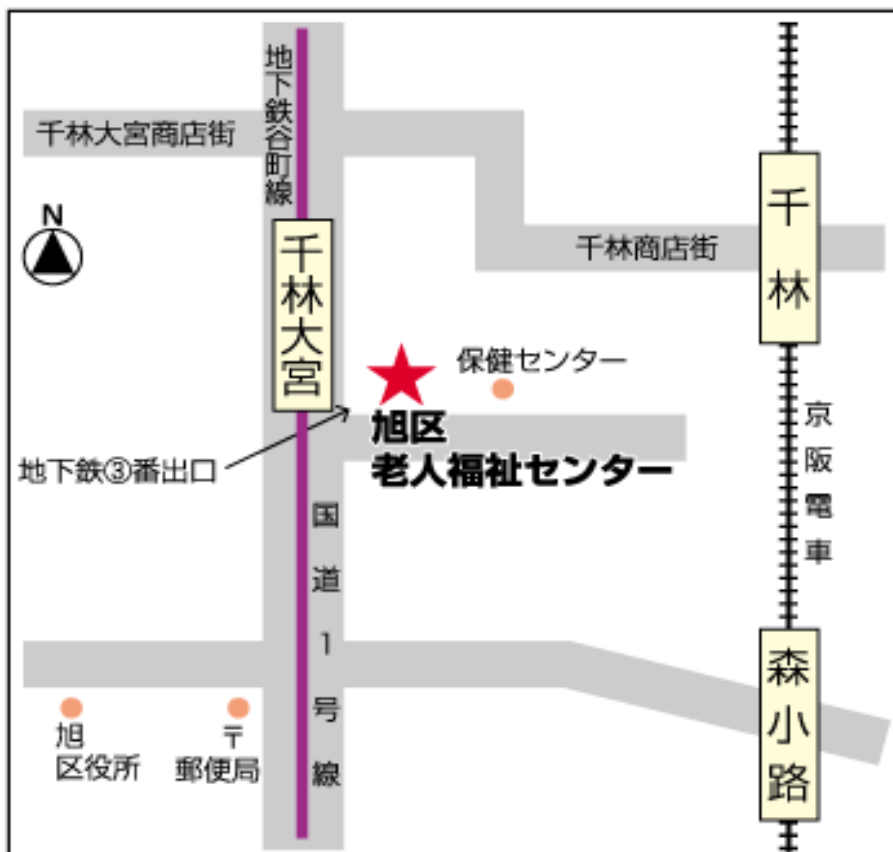 地下鉄谷町線
千林大宮商店街
N
千林
千林商店街
千林大宮
保健センター
旭区
老人福祉センター
地下鉄③番出口
京阪電車
国道1号線
森小路
旭
区役所
〒
郵便局